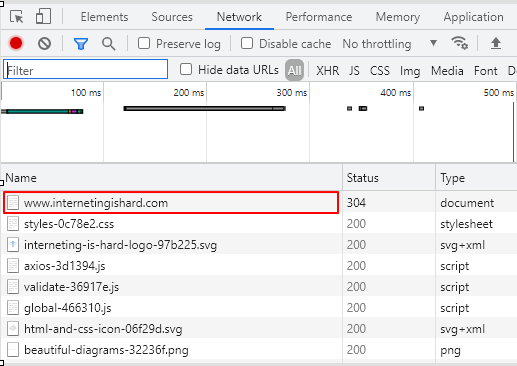 Elements Sources Network Performance Memory Application
Preserve log Disable cache No throttling
Filter Hide data URLs All XHR JS CSS Img Media Font
100 ms 200 ms 300 ms 400 ms 500 ms
Name Status Type
www.internetingishard.com 304 document
styles-0c78e2.css 200 stylesheet
interneting-is-hard-logo-97b225.svg 200 svg+xml
axios-3d1394.js 200 script
validate-36917e.js 200 script
global-466310.js 200 script
html-and-css-icon-06f29d.svg 200 svg+xml
beautiful-diagrams-32236f.png 200 png